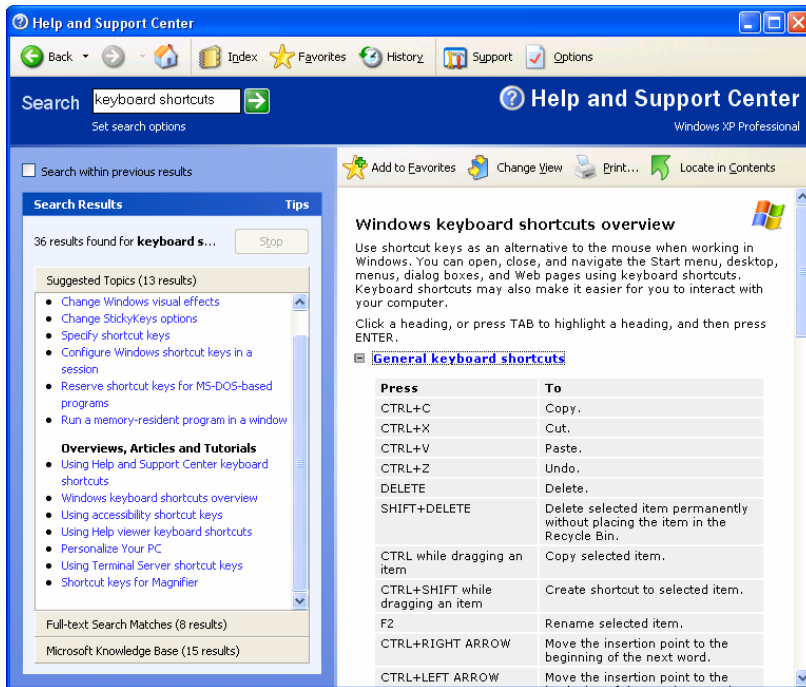 Help and Support Center
Back
Index
Favorites
History
Support
Options
Search
keyboard shortcuts
Set search options
Help and Support Center
Windows XP Professional
Search within previous results
Search Results
Tips
36 results found for keyboard s...
Stop
Suggested Topics (13 results)
Change Windows visual effects
Change StickyKeys options
Specify shortcut keys
Configure Windows shortcut keys in a
session
Reserve shortcut keys for MS-DOS-based
programs
Run a memory-resident program in a window
Overviews, Articles and Tutorials
Using Help and Support Center keyboard
shortcuts
Windows keyboard shortcuts overview
Using accessibility shortcut keys
Using Help viewer keyboard shortcuts
Personalize Your PC
Using Terminal Server shortcut keys
Shortcut keys for Magnifier
Full-text Search Matches (8 results)
Microsoft Knowledge Base (15 results)
Add to Favorites
Change View
Print...
Locate in Contents
Windows keyboard shortcuts overview
Use shortcut keys as an alternative to the mouse when working in
Windows. You can open, close, and navigate the Start menu, desktop,
menus, dialog boxes, and Web pages using keyboard shortcuts.
Keyboard shortcuts may also make it easier for you to interact with
your computer.
Click a heading, or press TAB to highlight a heading, and then press
ENTER.
General keyboard shortcuts
Press To
CTRL+C Copy.
CTRL+X Cut.
CTRL+V Paste.
CTRL+Z Undo.
DELETE Delete.
SHIFT+DELETE Delete selected item permanently
without placing the item in the
Recycle Bin.
CTRL while dragging an Copy selected item.
item
CTRL+SHIFT while Create shortcut to selected item.
dragging an item
F2 Rename selected item.
CTRL+RIGHT ARROW Move the insertion point to the
beginning of the next word.
CTRL+LEFT ARROW Move the insertion point to the